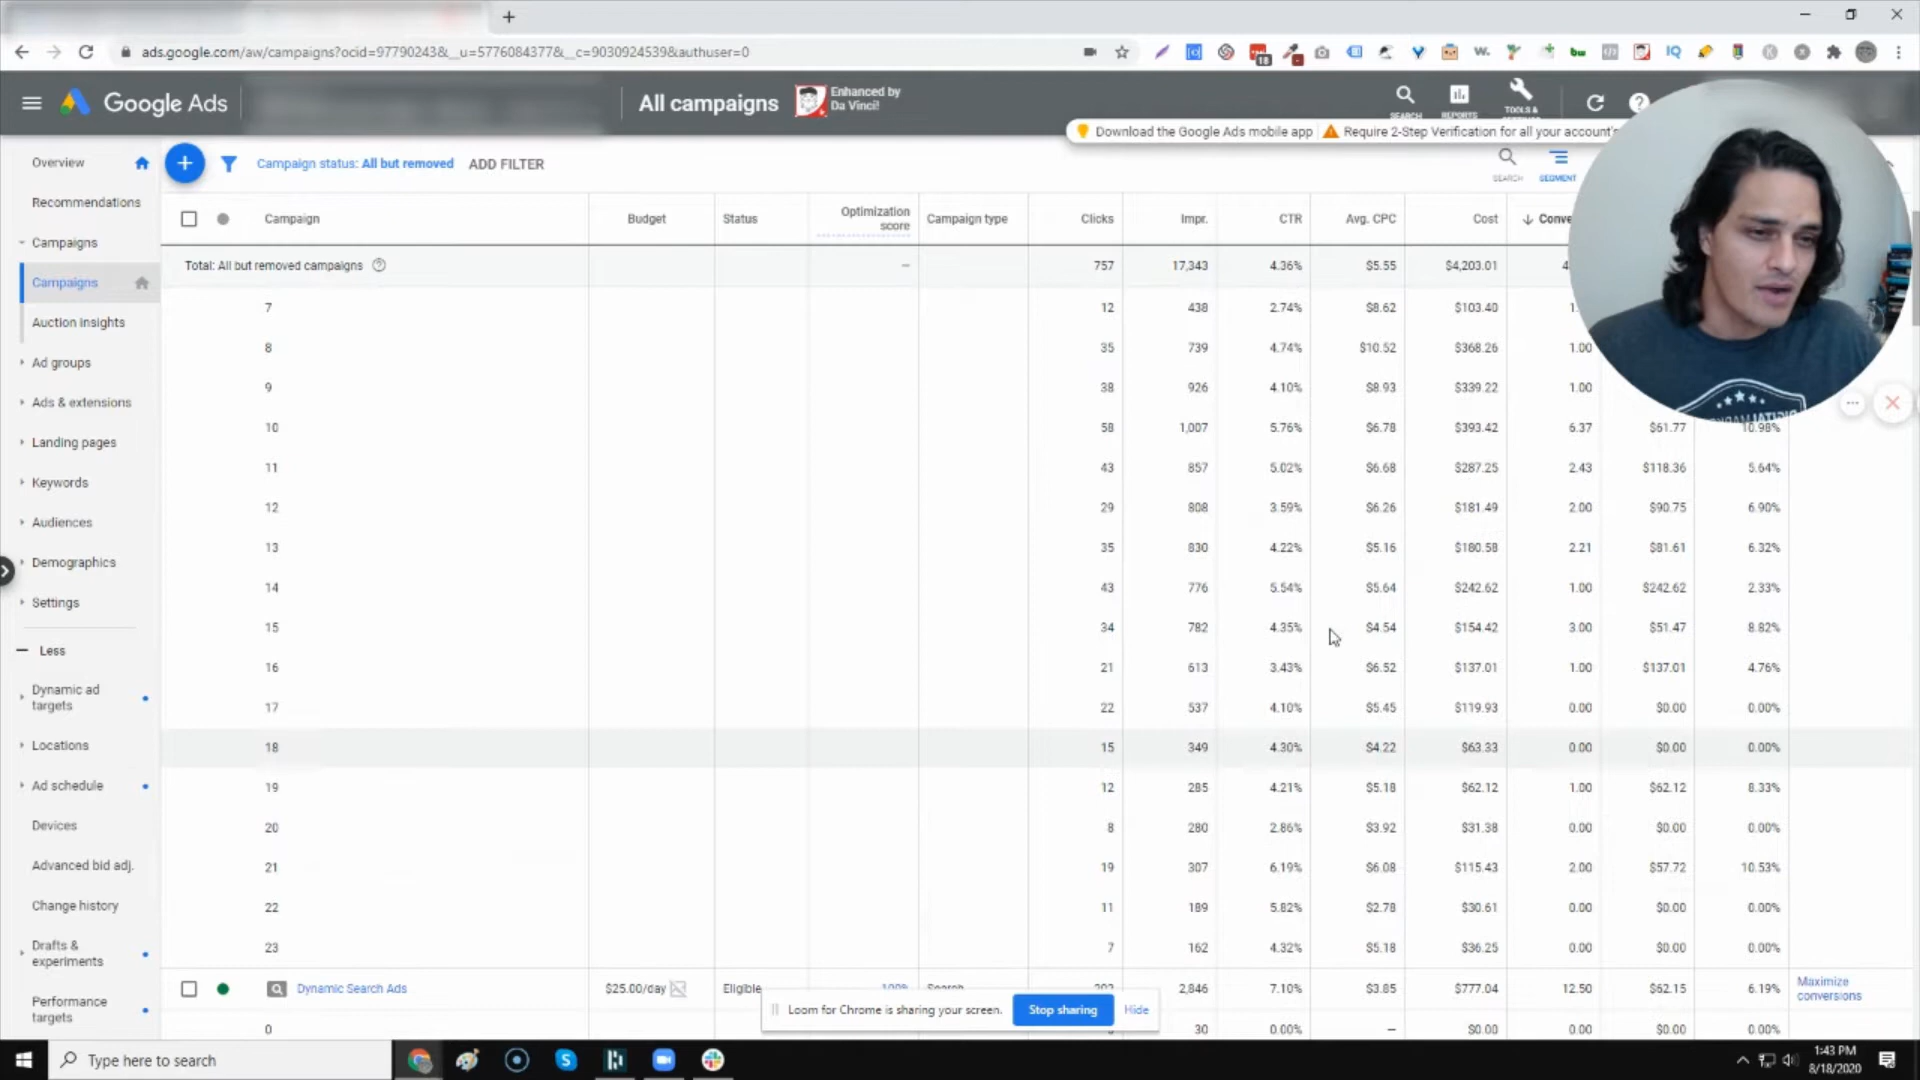 ads.google.com/aw/campaigns?ocid=97790243&__u=5776084377&__c=9030924539&authuser=0
18
w.
bw
IQ
Google Ads
All campaigns
Enhanced by
Da Vinci!
SEARCH
REPORTS
TOOLS &
Download the Google Ads mobile app
Require 2-Step Verification for all your account's
Campaign status: All but removed
ADD FILTER
SEARCH
SEGMENT
Overview
Recommendations
Campaigns
Campaigns
Auction insights
Ad groups
Ads & extensions
Landing pages
Keywords
Audiences
Demographics
Settings
Less
Dynamic ad
targets
Locations
Ad schedule
Devices
Advanced bid adj.
Change history
Drafts &
experiments
Performance
targets
Campaign Budget Status Optimization score Campaign type Clicks Impr. CTR Avg. CPC Cost Conve
Total: All but removed campaigns – 757 17,343 4.36% $5.55 $4,203.01 4
7 12 438 2.74% $8.62 $103.40 1.
8 35 739 4.74% $10.52 $368.26 1.00
9 38 926 4.10% $8.93 $339.22 1.00
10 58 1,007 5.76% $6.78 $393.42 6.37 $61.77 10.98%
11 43 857 5.02% $6.68 $287.25 2.43 $118.36 5.64%
12 29 808 3.59% $6.26 $181.49 2.00 $90.75 6.90%
13 35 830 4.22% $5.16 $180.58 2.21 $81.61 6.32%
14 43 776 5.54% $5.64 $242.62 1.00 $242.62 2.33%
15 34 782 4.35% $4.54 $154.42 3.00 $51.47 8.82%
16 21 613 3.43% $6.52 $137.01 1.00 $137.01 4.76%
17 22 537 4.10% $5.45 $119.93 0.00 $0.00 0.00%
18 15 349 4.30% $4.22 $63.33 0.00 $0.00 0.00%
19 12 285 4.21% $5.18 $62.12 1.00 $62.12 8.33%
20 8 280 2.86% $3.92 $31.38 0.00 $0.00 0.00%
21 19 307 6.19% $6.08 $115.43 2.00 $57.72 10.53%
22 11 189 5.82% $2.78 $30.61 0.00 $0.00 0.00%
23 7 162 4.32% $5.18 $36.25 0.00 $0.00 0.00%
Dynamic Search Ads $25.00/day Eligible 100% Search 202 2,846 7.10% $3.85 $777.04 12.50 $62.15 6.19% Maximize conversions
0 30 0.00% – $0.00 0.00 $0.00 0.00%
Loom for Chrome is sharing your screen.
Stop sharing
Hide
Type here to search
1:43 PM
8/18/2020